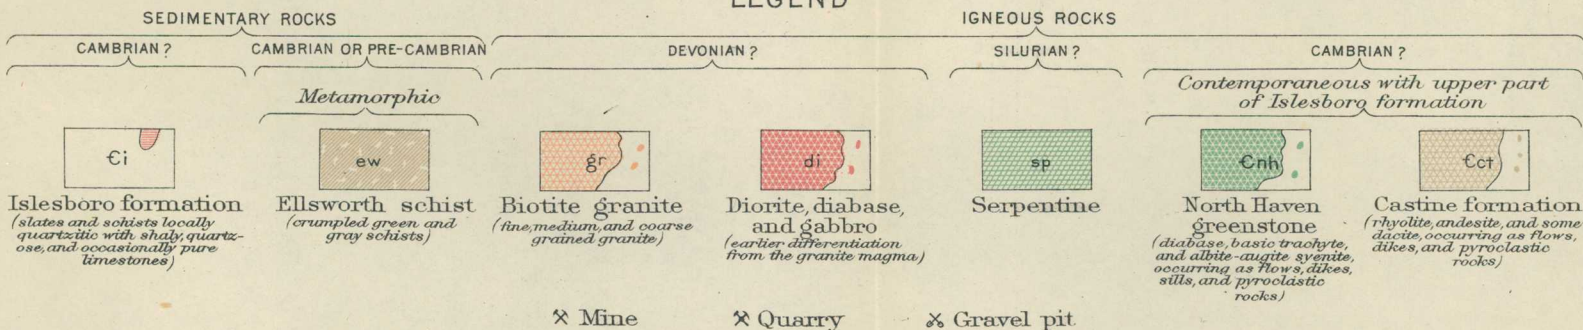 LEGEND
SEDIMENTARY ROCKS
IGNEOUS ROCKS
CAMBRIAN?
CAMBRIAN OR PRE-CAMBRIAN
DEVONIAN?
SILURIAN?
CAMBRIAN?
Metamorphic
Contemporaneous with upper part
of Islesboro formation
Єi
ew
gr
di
sp
Єnh
Єct
Islesboro formation
(slates and schists locally
quartzitic with shaly, quartz-
ose, and occasionally pure
limestones)
Ellsworth schist
(crumpled green and
gray schists)
Biotite granite
(fine, medium, and coarse
grained granite)
Diorite, diabase,
and gabbro
(earlier differentiation
from the granite magma)
Serpentine
North Haven
greenstone
(diabase, basic trachyte,
and albite-augite syenite,
occurring as flows, dikes,
sills, and pyroclastic
rocks)
Castine formation
(rhyolite, andesite, and some
dacite, occurring as flows,
dikes, and pyroclastic
rocks)
Mine
Quarry
Gravel pit